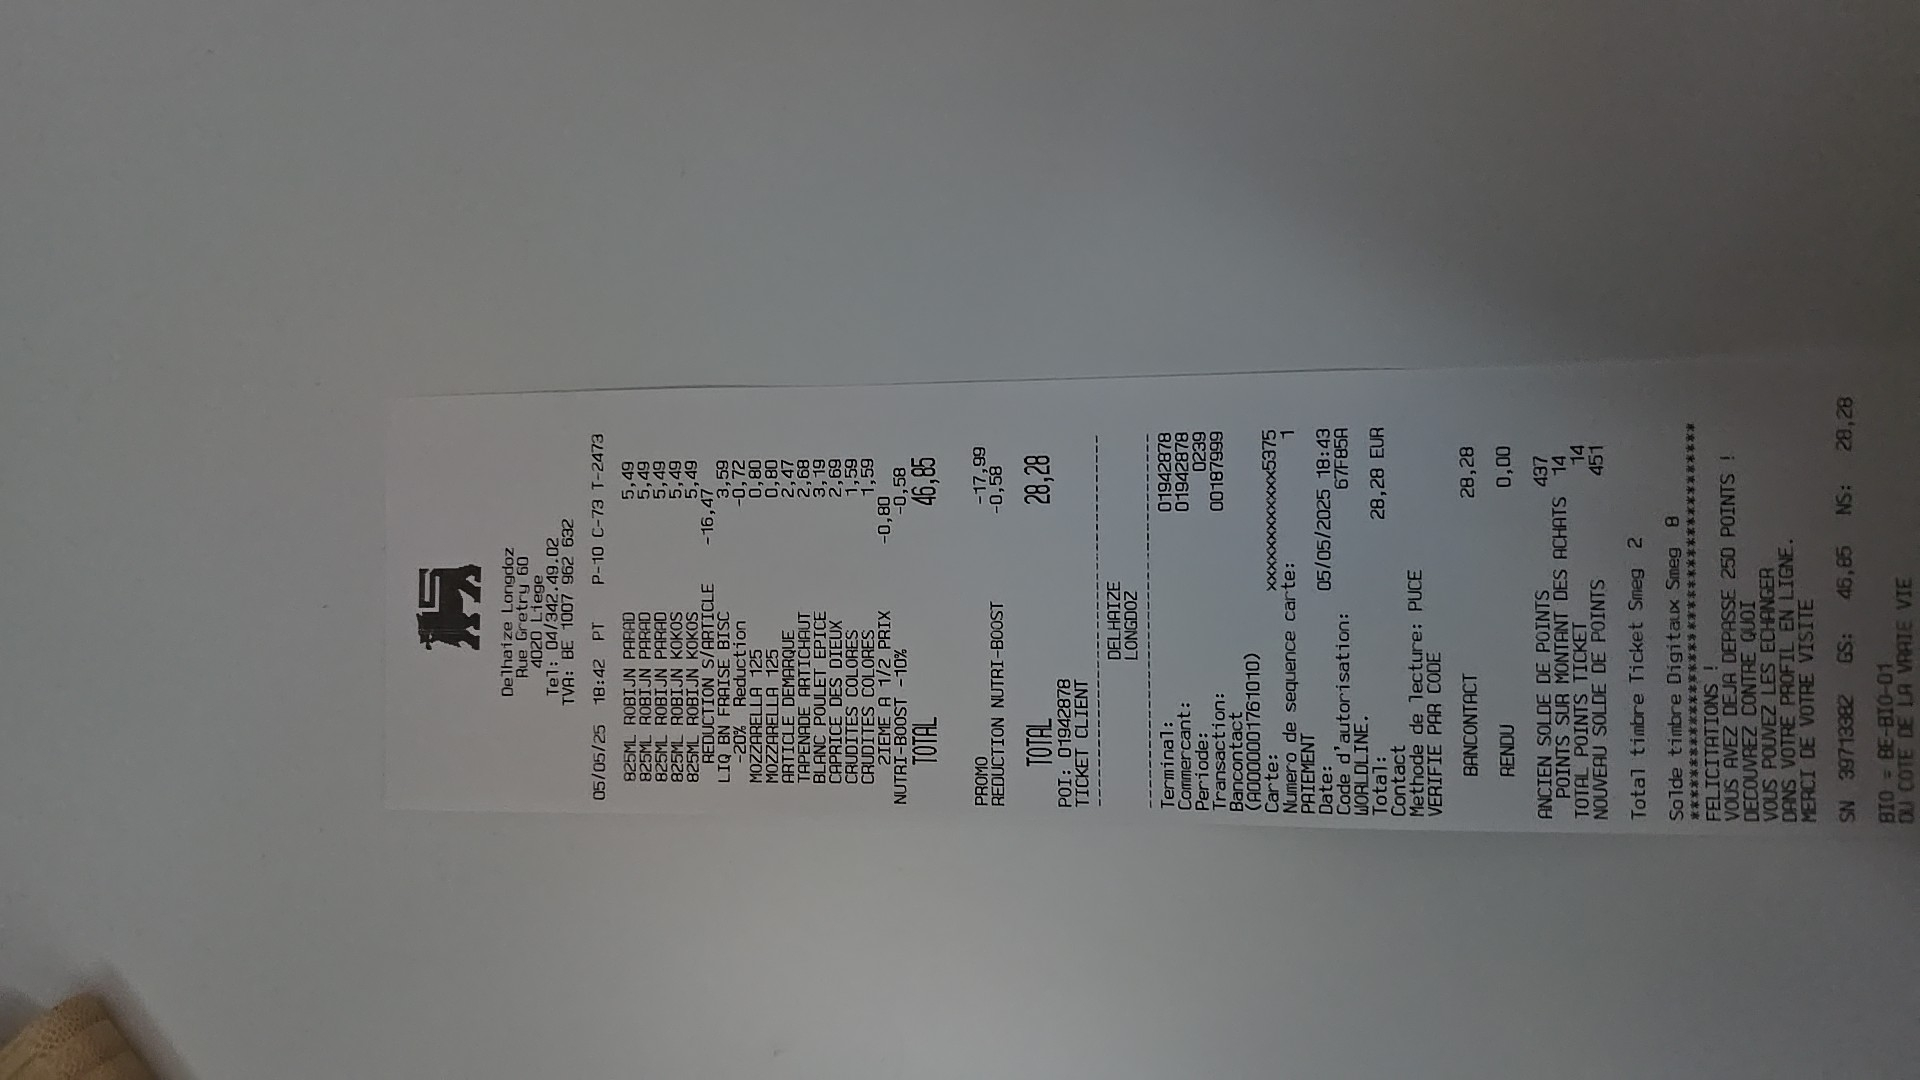 Delhaize Longdoz
Rue Gretry 60
4020 Liege
Tel: 04/342.49.02
TVA: BE 1007 962 632
05/05/25 18:42 PT P-10 C-73 T-2473
825ML ROBIJN PARAD 5,49
825ML ROBIJN PARAD 5,49
825ML ROBIJN PARAD 5,49
825ML ROBIJN KOKOS 5,49
825ML ROBIJN KOKOS 5,49
REDUCTION S/ARTICLE -16,47
LIQ BN FRAISE BISC 3,59
-20% Reduction -0,72
MOZZARELLA 125 0,80
MOZZARELLA 125 0,80
ARTICLE DEMARQUE 2,47
TAPENADE ARTICHAUT 2,68
BLANC POULET EPICE 3,19
CAPRICE DES DIEUX 2,69
CRUDITES COLORES 1,59
CRUDITES COLORES 1,59
2IEME A 1/2 PRIX -0,80
NUTRI-BOOST -10% -0,58
TOTAL 46,85
PROMO -17,99
REDUCTION NUTRI-BOOST -0,58
TOTAL 28,28
POI: 01942878
TICKET CLIENT
--------------------------------
DELHAIZE
LONGDOZ
--------------------------------
Terminal: 01942878
Commercant: 01942878
Periode: 0239
Transaction: 00187999
Bancontact
(A0000001761010)
Carte: xxxxxxxxxxxxx5375
Numero de sequence carte: 1
PAIEMENT
Date: 05/05/2025 18:43
Code d'autorisation: 67F85A
WORLDLINE.
Total: 28,28 EUR
Contact
Methode de lecture: PUCE
VERIFIE PAR CODE
BANCONTACT 28,28
RENDU 0,00
ANCIEN SOLDE DE POINTS 437
POINTS SUR MONTANT DES ACHATS 14
TOTAL POINTS TICKET 14
NOUVEAU SOLDE DE POINTS 451
Total timbre Ticket Smeg 2
Solde timbre Digitaux Smeg 8
****************************************
FELICITATIONS !
VOUS AVEZ DEJA DEPASSE 250 POINTS !
DECOUVREZ CONTRE QUOI
VOUS POUVEZ LES ECHANGER
DANS VOTRE PROFIL EN LIGNE.
MERCI DE VOTRE VISITE
SN 39713382 GS: 46,85 NS: 28,28
BIO = BE-BIO-01
DU COTE DE LA VRAIE VIE